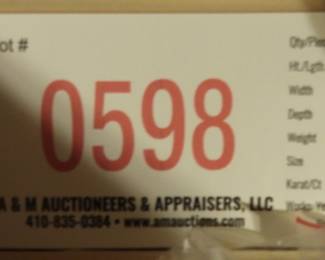 ot #
0598
A & M AUCTIONEERS & APPRAISERS, LLC
410-835-0384 • www.amauctions.com
Qty/Pies
Ht./Lgth
Width
Depth
Weight
Size
Karat/Ct